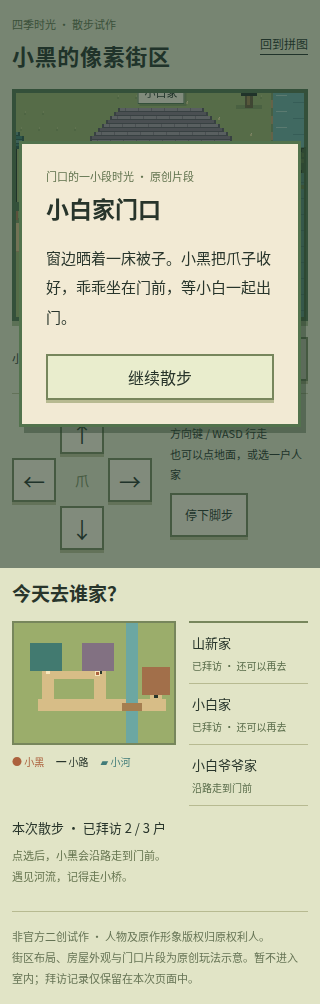 四季时光 · 散步试作
小黑的像素街区
回到拼图
小白家
门口的一小段时光 · 原创片段
小白家门口
窗边晒着一床被子。小黑把爪子收
好，乖乖坐在门前，等小白一起出
门。
继续散步
小
方向键 / WASD 行走
也可以点地面，或选一户人
家
↑
← 爪 →
↓
停下脚步
今天去谁家？
山新家
已拜访 · 还可以再去
小白家
已拜访 · 还可以再去
小白爷爷家
沿路走到门前
小黑 小路 小河
本次散步 · 已拜访 2 / 3 户
点选后，小黑会沿路走到门前。
遇见河流，记得走小桥。
非官方二创试作 · 人物及原作形象版权归原权利人。
街区布局、房屋外观与门口片段为原创玩法示意。暂不进入
室内；拜访记录仅保留在本次页面中。